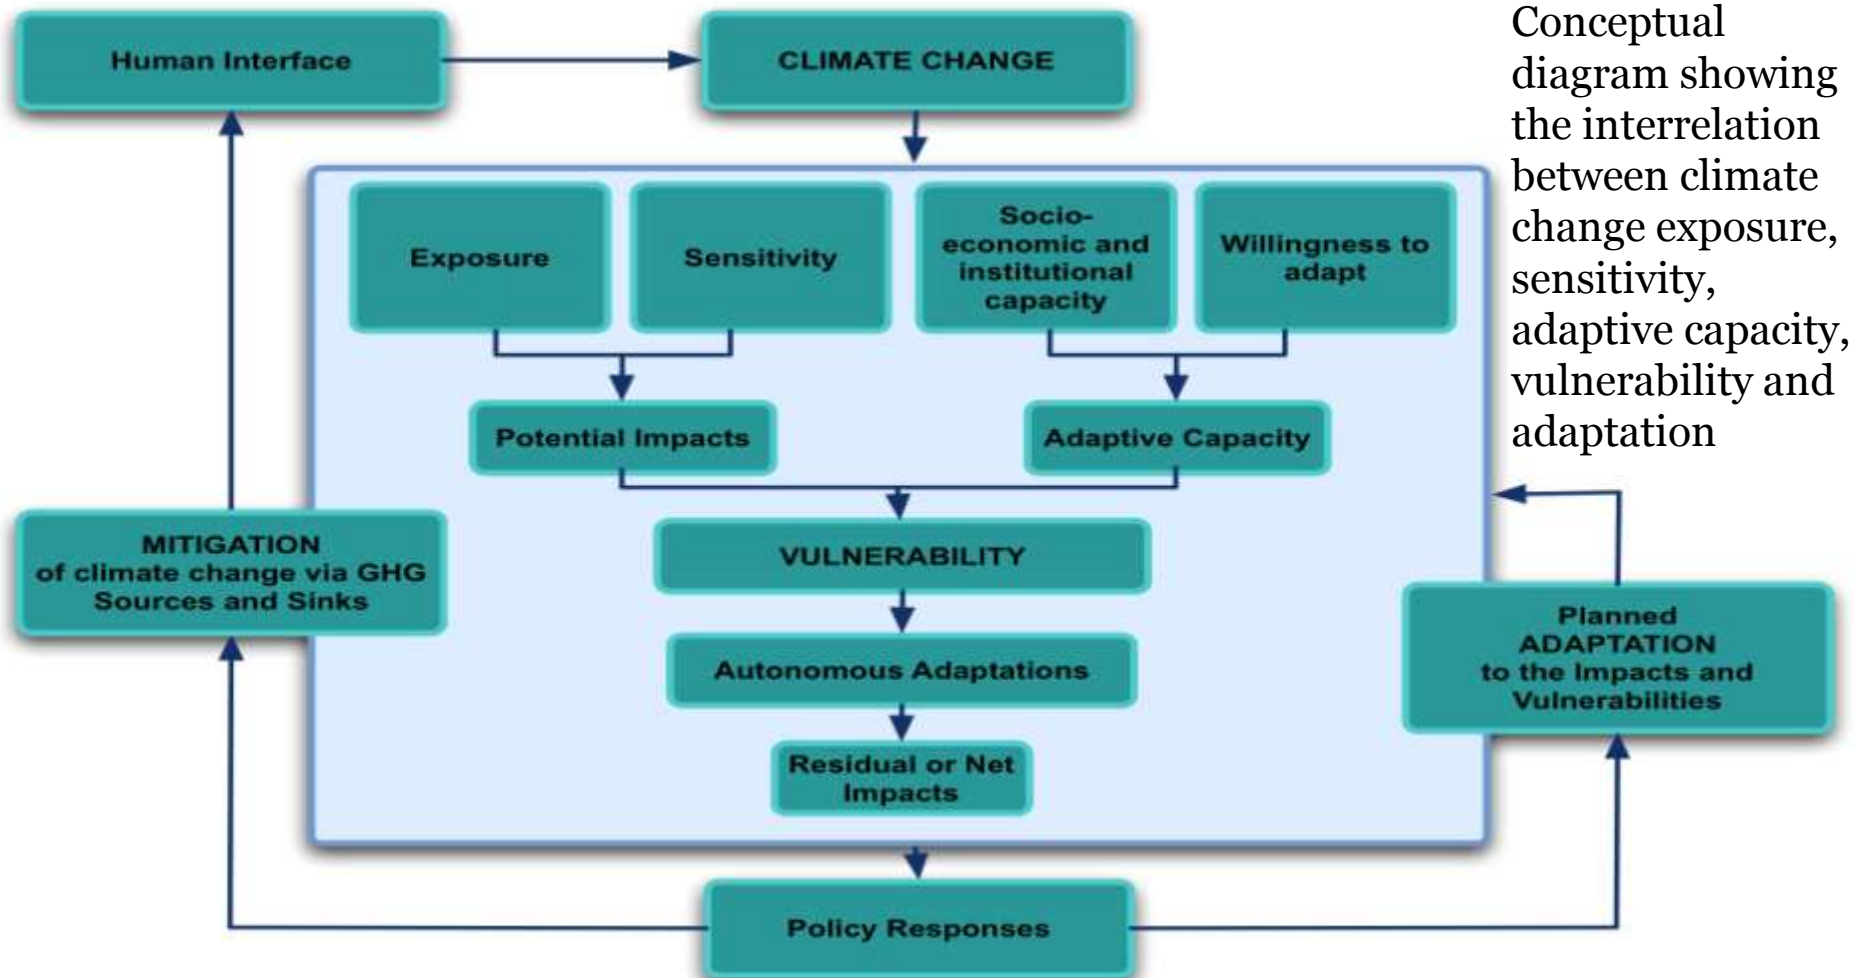 Human Interface
CLIMATE CHANGE
Conceptual
diagram showing
the interrelation
between climate
change exposure,
sensitivity,
adaptive capacity,
vulnerability and
adaptation
Exposure
Sensitivity
Socio-
economic and
institutional
capacity
Willingness to
adapt
Potential Impacts
Adaptive Capacity
MITIGATION
of climate change via GHG
Sources and Sinks
VULNERABILITY
Planned
ADAPTATION
to the Impacts and
Vulnerabilities
Autonomous Adaptations
Residual or Net
Impacts
Policy Responses